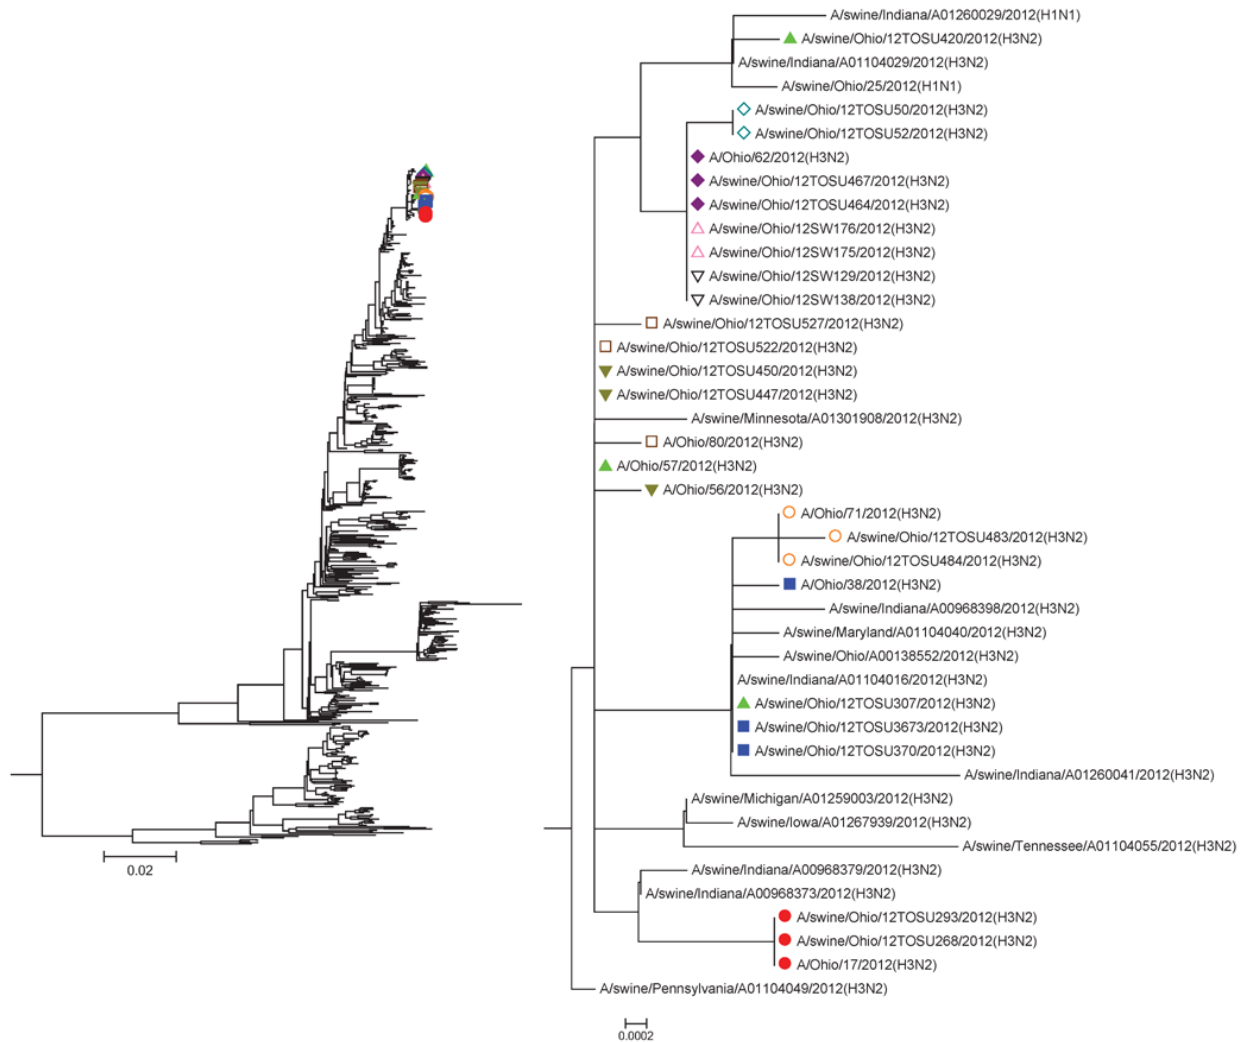 A/swine/Indiana/A01260029/2012(H1N1)
A/swine/Ohio/12TOSU420/2012(H3N2)
A/swine/Indiana/A01104029/2012(H3N2)
A/swine/Ohio/25/2012(H1N1)
A/swine/Ohio/12TOSU50/2012(H3N2)
A/swine/Ohio/12TOSU52/2012(H3N2)
A/Ohio/62/2012(H3N2)
A/swine/Ohio/12TOSU467/2012(H3N2)
A/swine/Ohio/12TOSU464/2012(H3N2)
A/swine/Ohio/12SW176/2012(H3N2)
A/swine/Ohio/12SW175/2012(H3N2)
A/swine/Ohio/12SW129/2012(H3N2)
A/swine/Ohio/12SW138/2012(H3N2)
A/swine/Ohio/12TOSU527/2012(H3N2)
A/swine/Ohio/12TOSU522/2012(H3N2)
A/swine/Ohio/12TOSU450/2012(H3N2)
A/swine/Ohio/12TOSU447/2012(H3N2)
A/swine/Minnesota/A01301908/2012(H3N2)
A/Ohio/80/2012(H3N2)
A/Ohio/57/2012(H3N2)
A/Ohio/56/2012(H3N2)
A/Ohio/71/2012(H3N2)
A/swine/Ohio/12TOSU483/2012(H3N2)
A/swine/Ohio/12TOSU484/2012(H3N2)
A/Ohio/38/2012(H3N2)
A/swine/Indiana/A00968398/2012(H3N2)
A/swine/Maryland/A01104040/2012(H3N2)
A/swine/Ohio/A00138552/2012(H3N2)
A/swine/Indiana/A01104016/2012(H3N2)
A/swine/Ohio/12TOSU307/2012(H3N2)
A/swine/Ohio/12TOSU3673/2012(H3N2)
A/swine/Ohio/12TOSU370/2012(H3N2)
A/swine/Indiana/A01260041/2012(H3N2)
A/swine/Michigan/A01259003/2012(H3N2)
A/swine/Iowa/A01267939/2012(H3N2)
A/swine/Tennessee/A01104055/2012(H3N2)
A/swine/Indiana/A00968379/2012(H3N2)
A/swine/Indiana/A00968373/2012(H3N2)
A/swine/Ohio/12TOSU293/2012(H3N2)
A/swine/Ohio/12TOSU268/2012(H3N2)
A/Ohio/17/2012(H3N2)
A/swine/Pennsylvania/A01104049/2012(H3N2)
0.02
0.0002